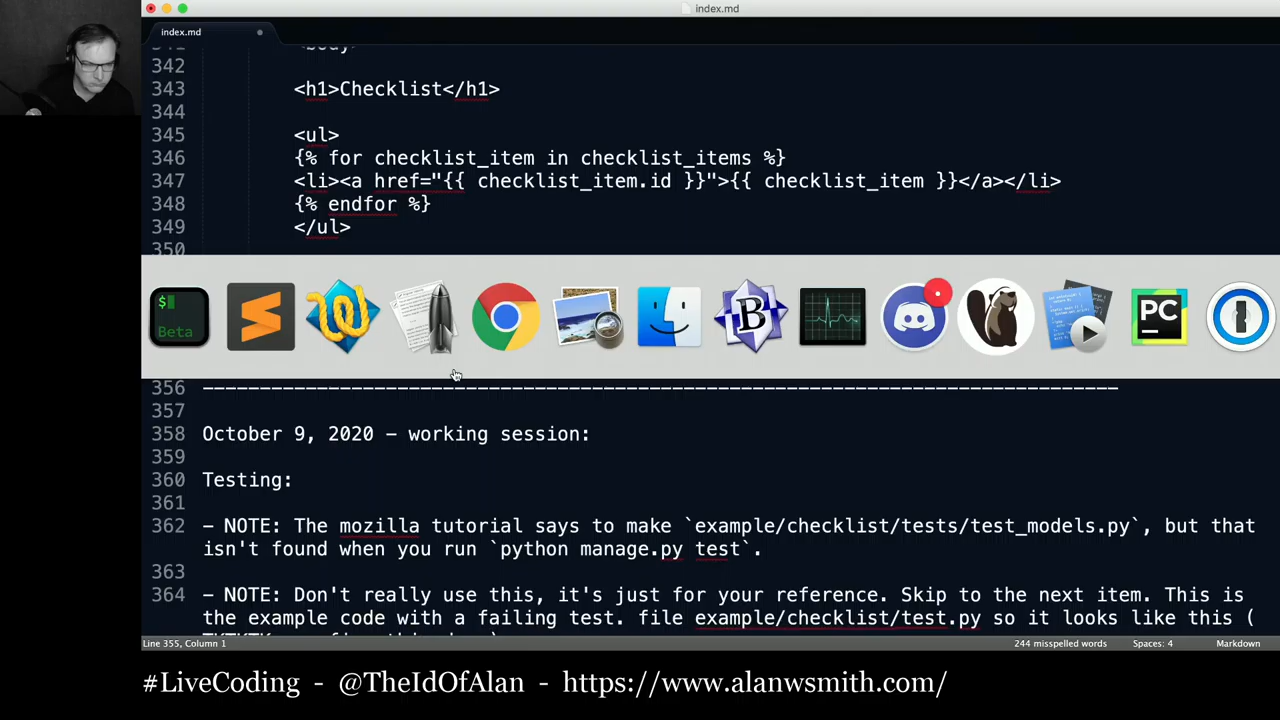 index.md
index.md
341 <body>
342
343 <h1>Checklist</h1>
344
345 <ul>
346 {% for checklist_item in checklist_items %}
347 <li><a href="{{ checklist_item.id }}">{{ checklist_item }}</a></li>
348 {% endfor %}
349 </ul>
350
$
Beta
B
PC
356 --------------------------------------------------------------------------------
357
358 October 9, 2020 - working session:
359
360 Testing:
361
362 - NOTE: The mozilla tutorial says to make `example/checklist/tests/test_models.py`, but that
isn't found when you run `python manage.py test`.
363
364 - NOTE: Don't really use this, it's just for your reference. Skip to the next item. This is
the example code with a failing test. file example/checklist/test.py so it looks like this (
Line 355, Column 1
244 misspelled words
Spaces: 4
Markdown
#LiveCoding - @TheIdOfAlan - https://www.alanwsmith.com/